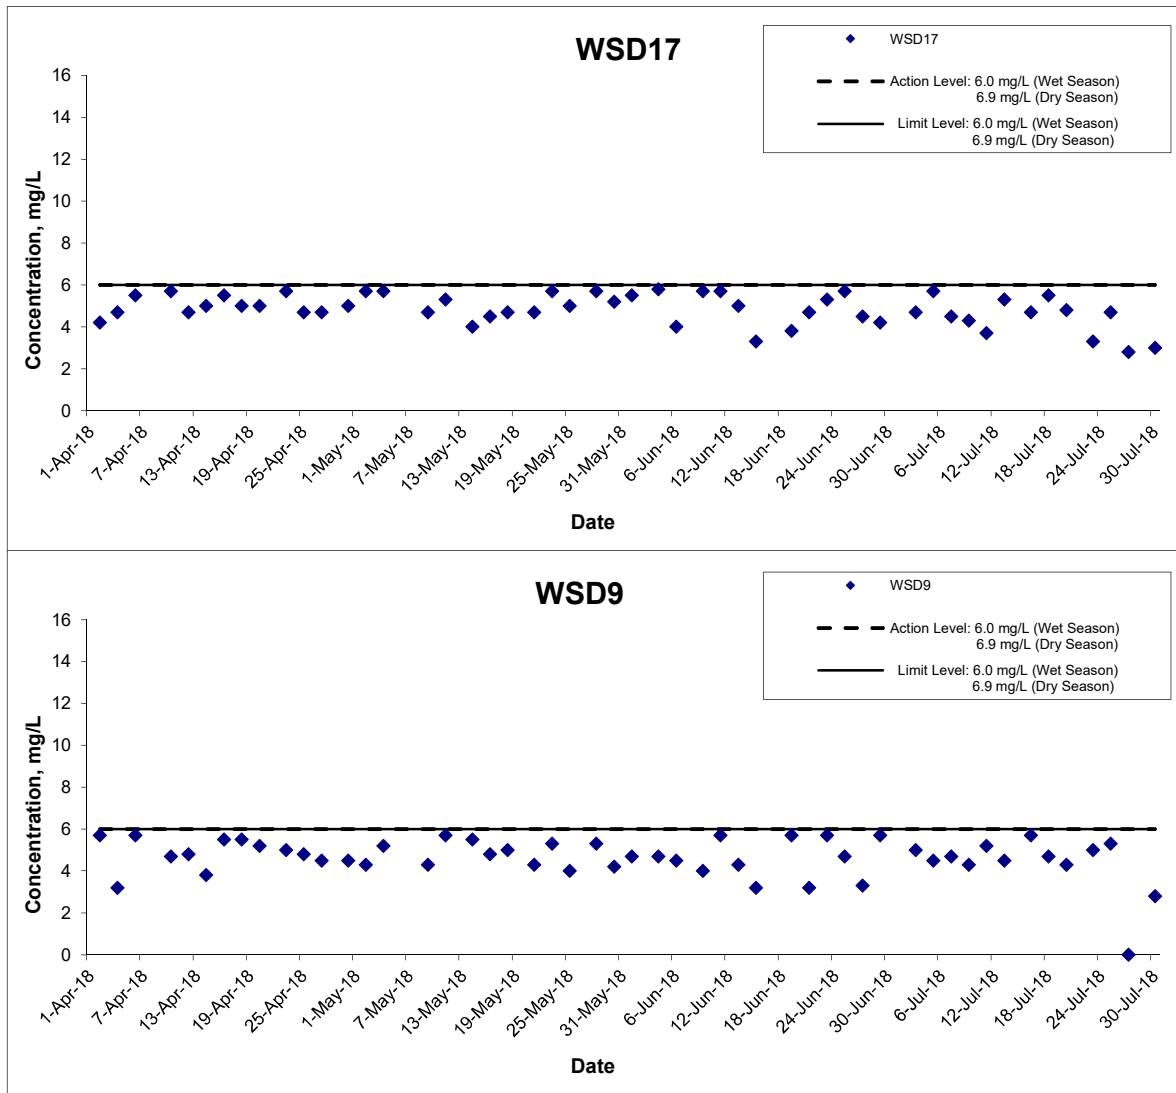 WSD17
WSD17
Action Level: 6.0 mg/L (Wet Season)
6.9 mg/L (Dry Season)
Limit Level: 6.0 mg/L (Wet Season)
6.9 mg/L (Dry Season)
Concentration, mg/L
16
14
12
10
8
6
4
2
0
1-Apr-18
7-Apr-18
13-Apr-18
19-Apr-18
25-Apr-18
1-May-18
7-May-18
13-May-18
19-May-18
25-May-18
31-May-18
6-Jun-18
12-Jun-18
18-Jun-18
24-Jun-18
30-Jun-18
6-Jul-18
12-Jul-18
18-Jul-18
24-Jul-18
30-Jul-18
Date
WSD9
WSD9
Action Level: 6.0 mg/L (Wet Season)
6.9 mg/L (Dry Season)
Limit Level: 6.0 mg/L (Wet Season)
6.9 mg/L (Dry Season)
Concentration, mg/L
16
14
12
10
8
6
4
2
0
1-Apr-18
7-Apr-18
13-Apr-18
19-Apr-18
25-Apr-18
1-May-18
7-May-18
13-May-18
19-May-18
25-May-18
31-May-18
6-Jun-18
12-Jun-18
18-Jun-18
24-Jun-18
30-Jun-18
6-Jul-18
12-Jul-18
18-Jul-18
24-Jul-18
30-Jul-18
Date